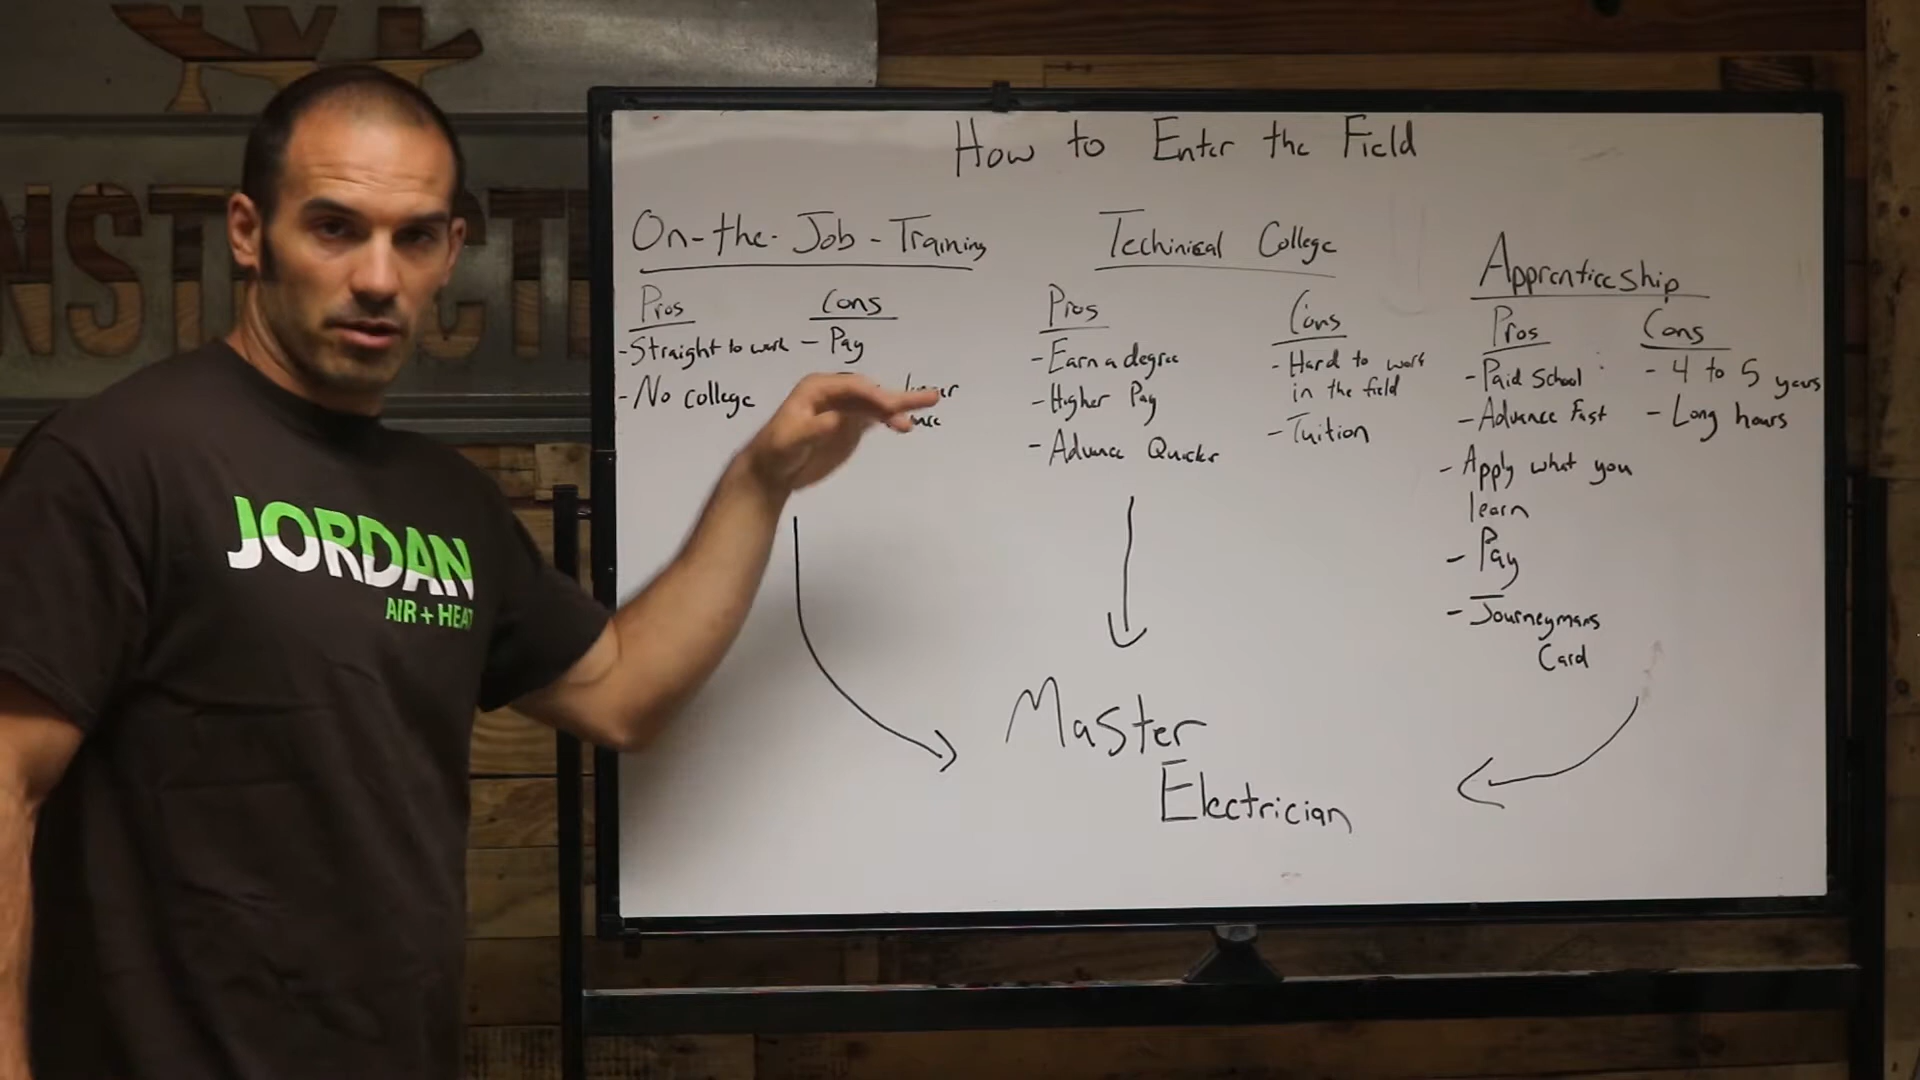 NSTRUCT
JORDAN
AIR + HEAT
How to Enter the Field
On-the-Job-Training
Pros
-Straight to work
-No college
Cons
- Pay
Techinical College
Pros
-Earn a degree
-Higher Pay
- Advance Quicker
Cons
- Hard to work
in the field
- Tuition
Apprenticeship
Pros
-Paid School
-Advance Fast
- Apply what you
learn
- Pay
- Journeymans
Card
Cons
- 4 to 5 years
- Long hours
Master
Electrician